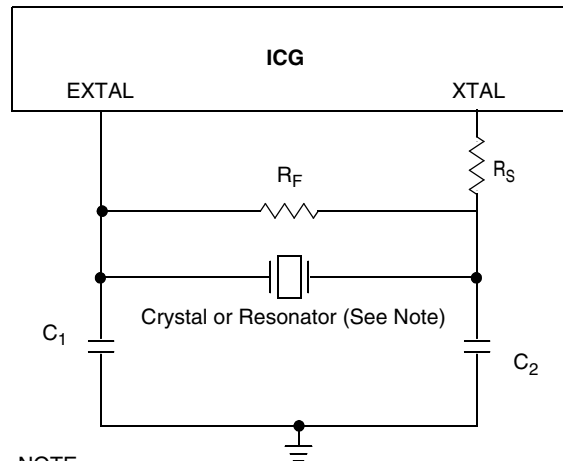 ICG
EXTAL XTAL
R_F
R_S
Crystal or Resonator (See Note)
C_1
C_2